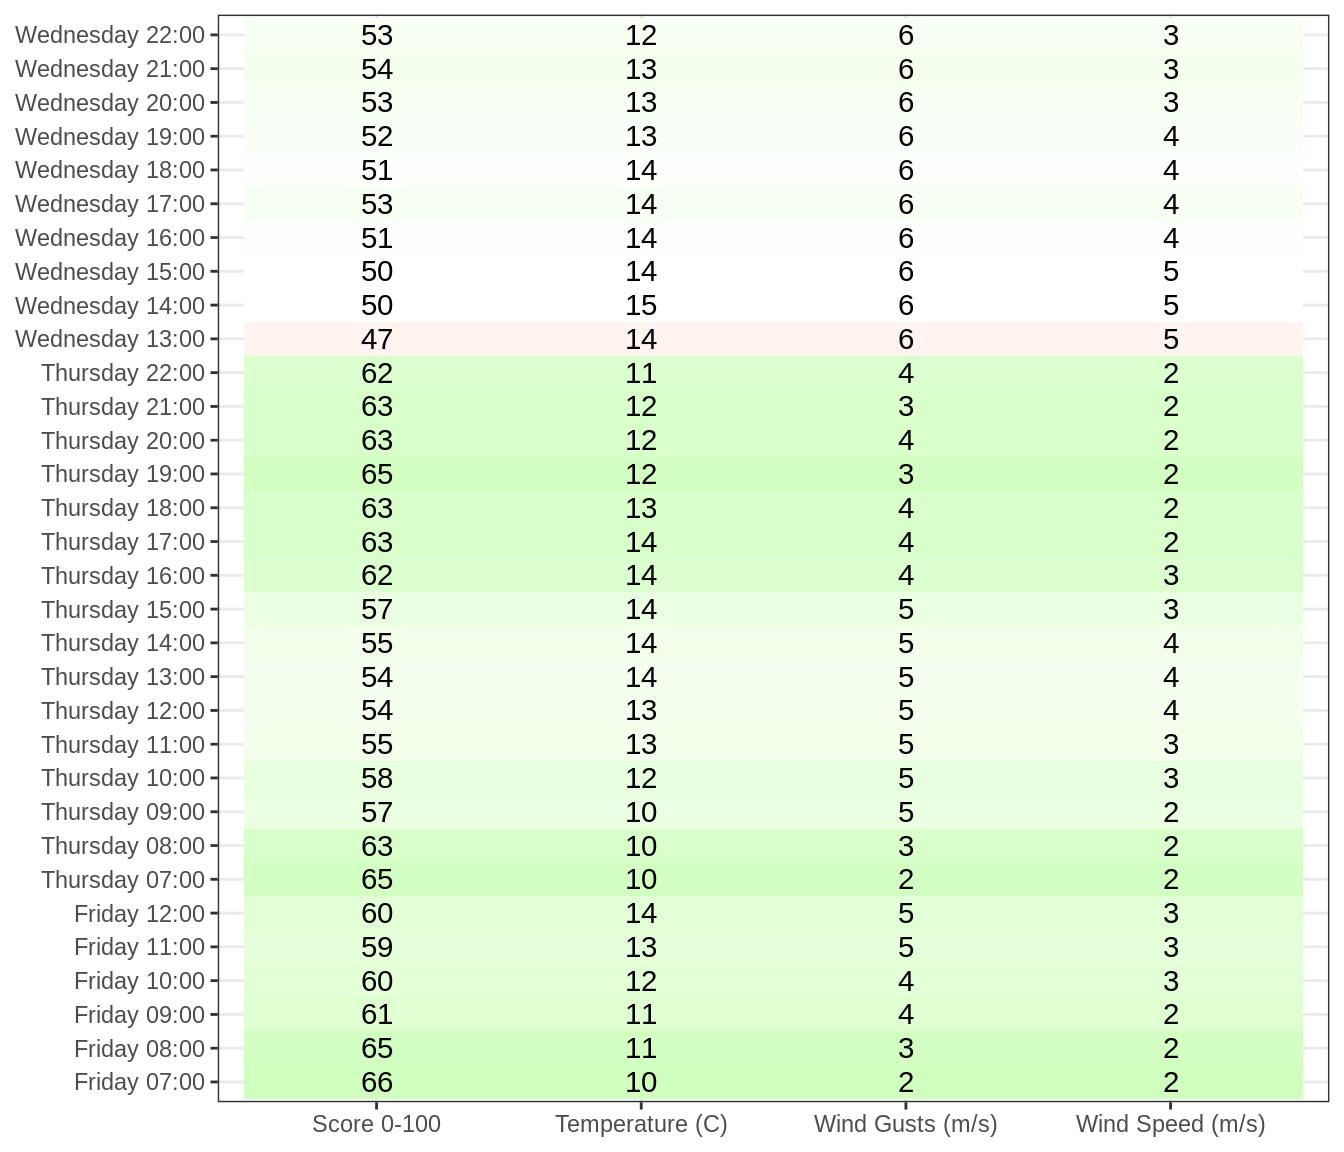 Wednesday 22:00 53 12 6 3
Wednesday 21:00 54 13 6 3
Wednesday 20:00 53 13 6 3
Wednesday 19:00 52 13 6 4
Wednesday 18:00 51 14 6 4
Wednesday 17:00 53 14 6 4
Wednesday 16:00 51 14 6 4
Wednesday 15:00 50 14 6 5
Wednesday 14:00 50 15 6 5
Wednesday 13:00 47 14 6 5
Thursday 22:00 62 11 4 2
Thursday 21:00 63 12 3 2
Thursday 20:00 63 12 4 2
Thursday 19:00 65 12 3 2
Thursday 18:00 63 13 4 2
Thursday 17:00 63 14 4 2
Thursday 16:00 62 14 4 3
Thursday 15:00 57 14 5 3
Thursday 14:00 55 14 5 4
Thursday 13:00 54 14 5 4
Thursday 12:00 54 13 5 4
Thursday 11:00 55 13 5 3
Thursday 10:00 58 12 5 3
Thursday 09:00 57 10 5 2
Thursday 08:00 63 10 3 2
Thursday 07:00 65 10 2 2
Friday 12:00 60 14 5 3
Friday 11:00 59 13 5 3
Friday 10:00 60 12 4 3
Friday 09:00 61 11 4 2
Friday 08:00 65 11 3 2
Friday 07:00 66 10 2 2
Score 0-100 Temperature (C) Wind Gusts (m/s) Wind Speed (m/s)